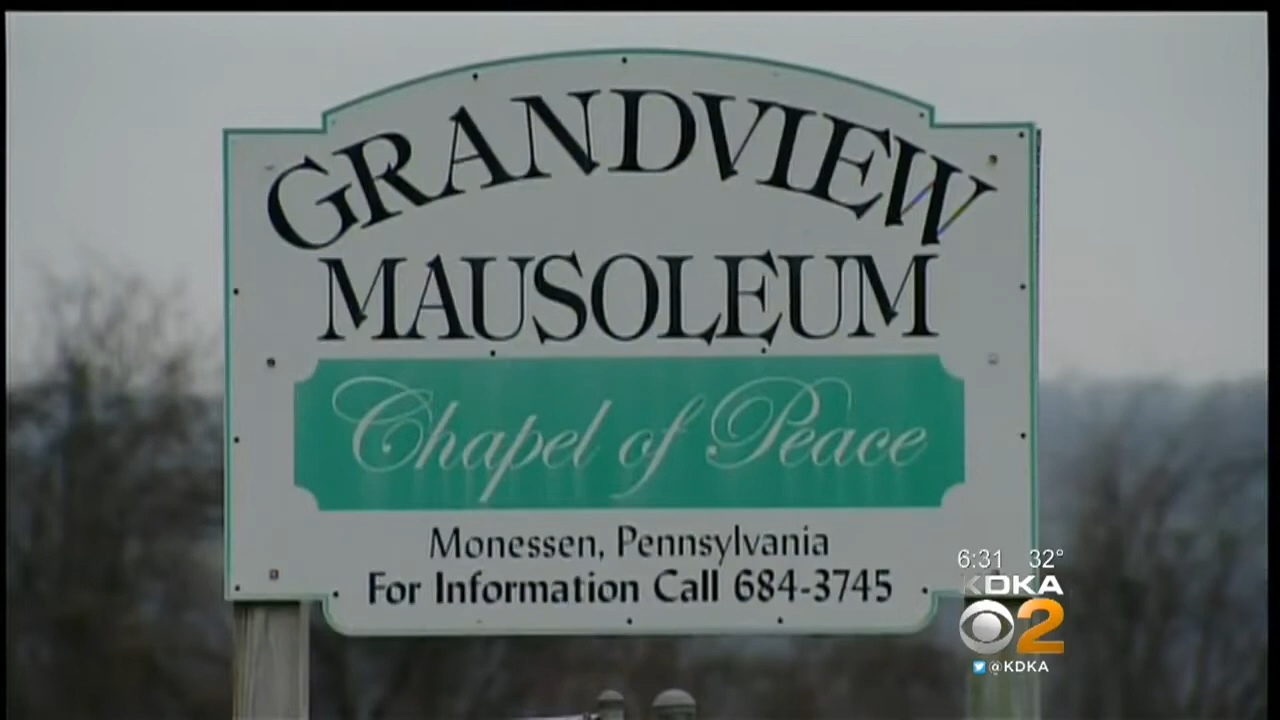 GRANDVIEW
MAUSOLEUM
Chapel of Peace
Monessen, Pennsylvania
For Information Call 684-3745
6:31 32°
KDKA
2
@KDKA